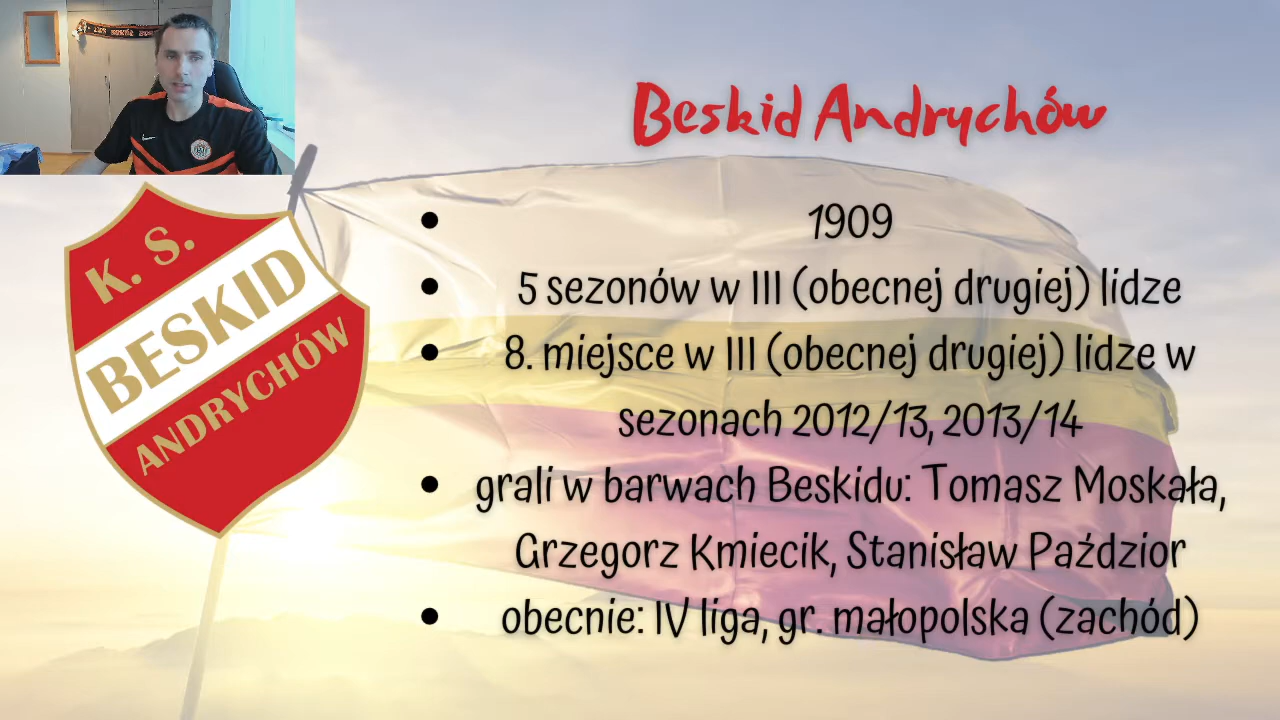 Beskid Andrychów
K. S.
BESKID
ANDRYCHÓW
• 1909
• 5 sezonów w III (obecnej drugiej) lidze
• 8. miejsce w III (obecnej drugiej) lidze w
sezonach 2012/13, 2013/14
• grali w barwach Beskidu: Tomasz Moskała,
Grzegorz Kmiecik, Stanisław Paździor
• obecnie: IV liga, gr. małopolska (zachód)